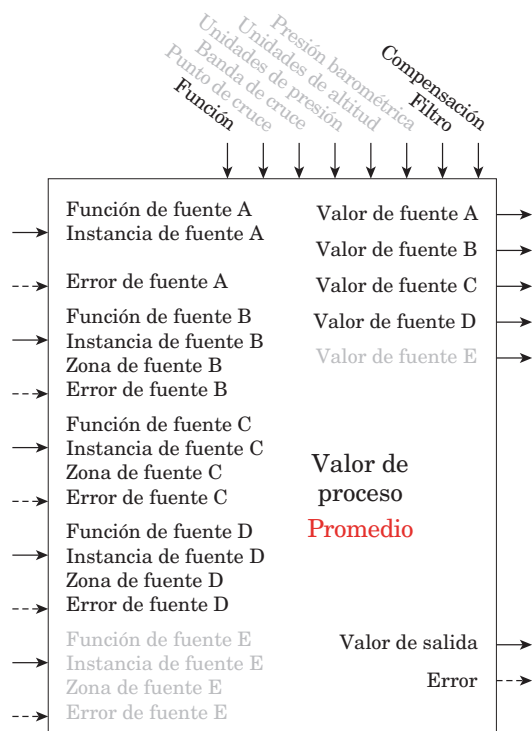 Función
Punto de cruce
Banda de cruce
Unidades de presión
Unidades de altitud
Presión barométrica
Filtro
Compensación
Función de fuente A
Instancia de fuente A
Error de fuente A
Función de fuente B
Instancia de fuente B
Zona de fuente B
Error de fuente B
Función de fuente C
Instancia de fuente C
Zona de fuente C
Error de fuente C
Función de fuente D
Instancia de fuente D
Zona de fuente D
Error de fuente D
Función de fuente E
Instancia de fuente E
Zona de fuente E
Error de fuente E
Valor de fuente A
Valor de fuente B
Valor de fuente C
Valor de fuente D
Valor de fuente E
Valor de
proceso
Promedio
Valor de salida
Error